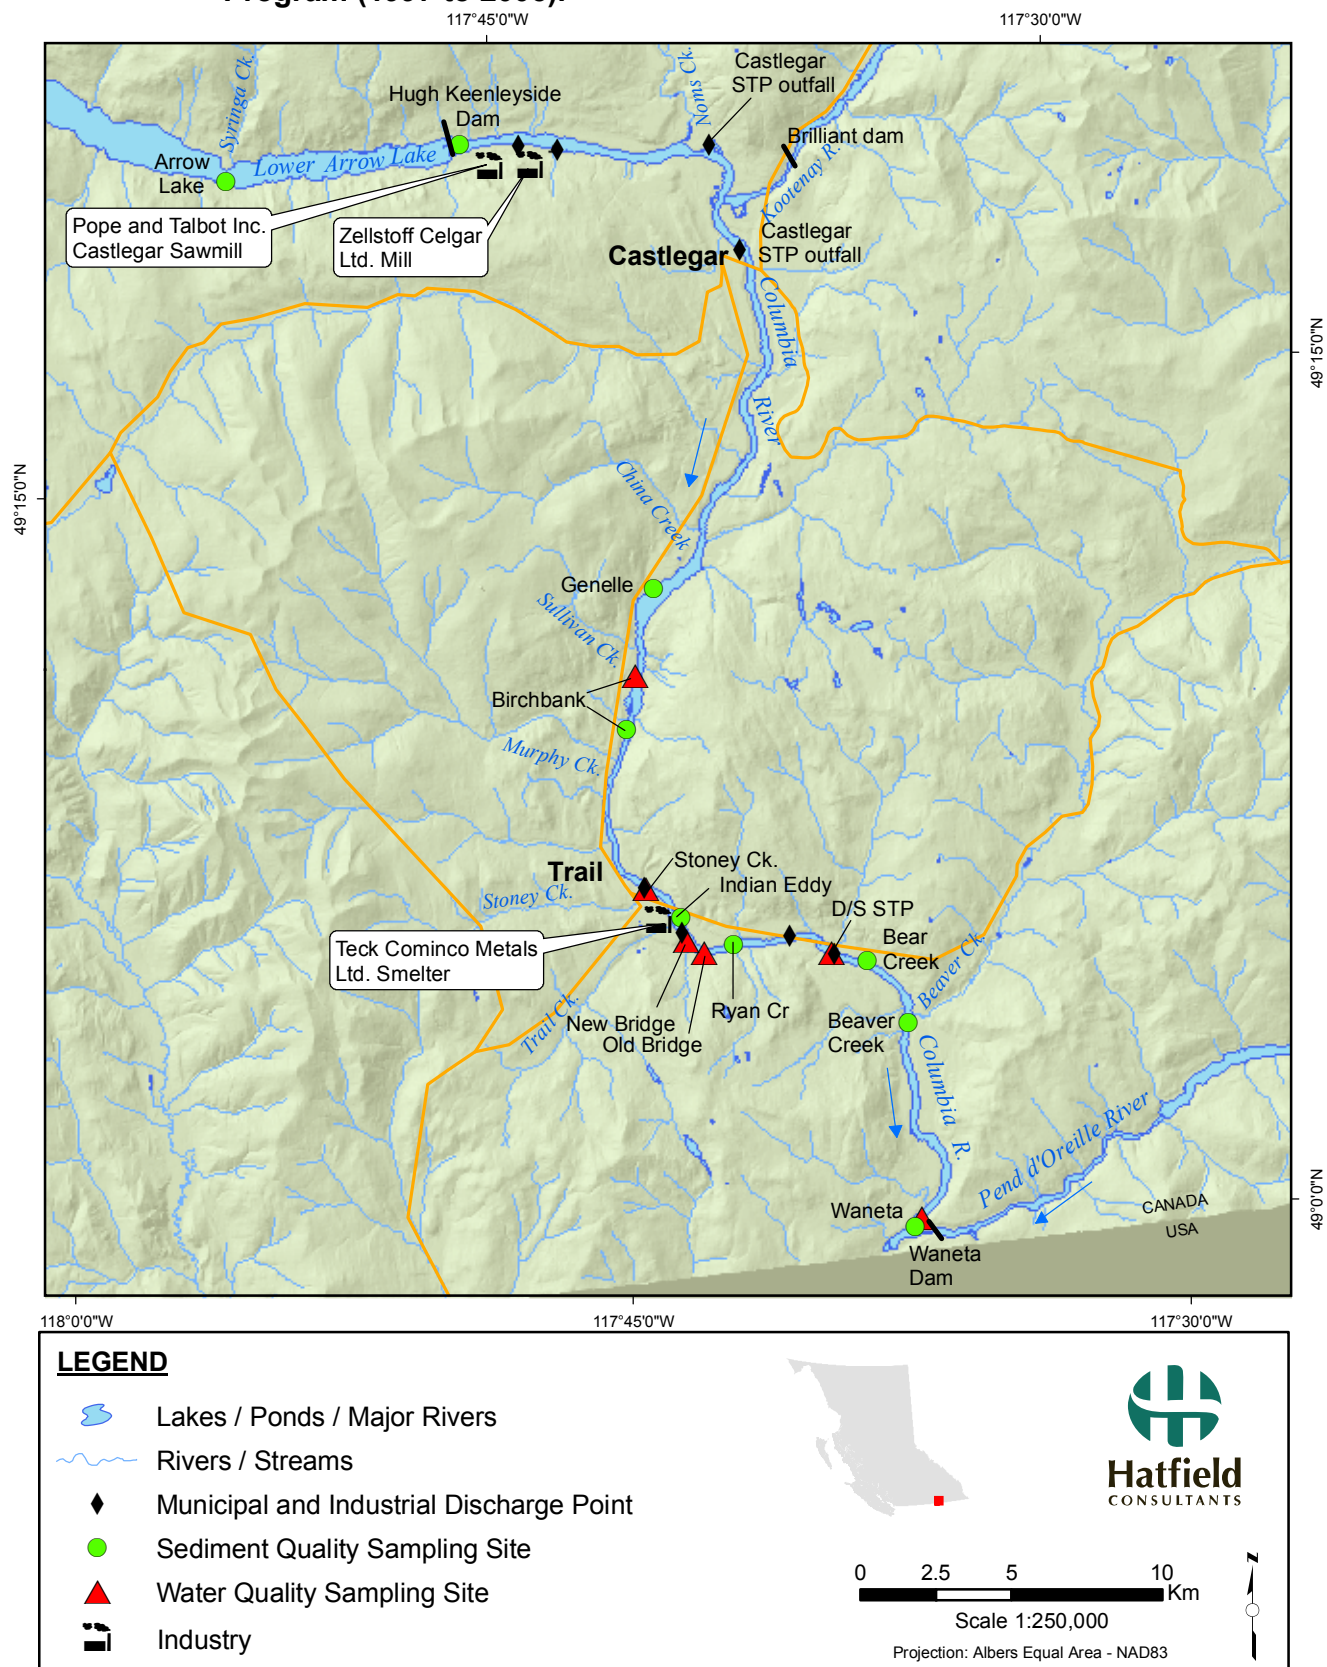 117°45'0"W
117°30'0"W
Syringa Ck.
Hugh Keenleyside
Dam
Norns Ck.
Castlegar
STP outfall
Brilliant dam
Arrow
Lake
Lower Arrow Lake
Kootenay R.
Pope and Talbot Inc.
Castlegar Sawmill
Zellstoff Celgar
Ltd. Mill
Castlegar
Castlegar
STP outfall
Columbia
River
49°15'0"N
49°15'0"N
China Creek
Genelle
Sullivan Ck.
Birchbank
Murphy Ck.
Trail
Stoney Ck.
Stoney Ck.
Indian Eddy
D/S STP
Bear
Creek
Teck Cominco Metals
Ltd. Smelter
Beaver Ck.
Trail Ck.
New Bridge
Old Bridge
Ryan Cr
Beaver
Creek
Columbia R.
Pend d'Oreille River
Waneta
Waneta
Dam
CANADA
USA
49°0'0"N
118°0'0"W
117°45'0"W
117°30'0"W
LEGEND
Lakes / Ponds / Major Rivers
Rivers / Streams
Municipal and Industrial Discharge Point
Sediment Quality Sampling Site
Water Quality Sampling Site
Industry
Hatfield
CONSULTANTS
0 2.5 5 10
Km
Scale 1:250,000
Projection: Albers Equal Area - NAD83
N